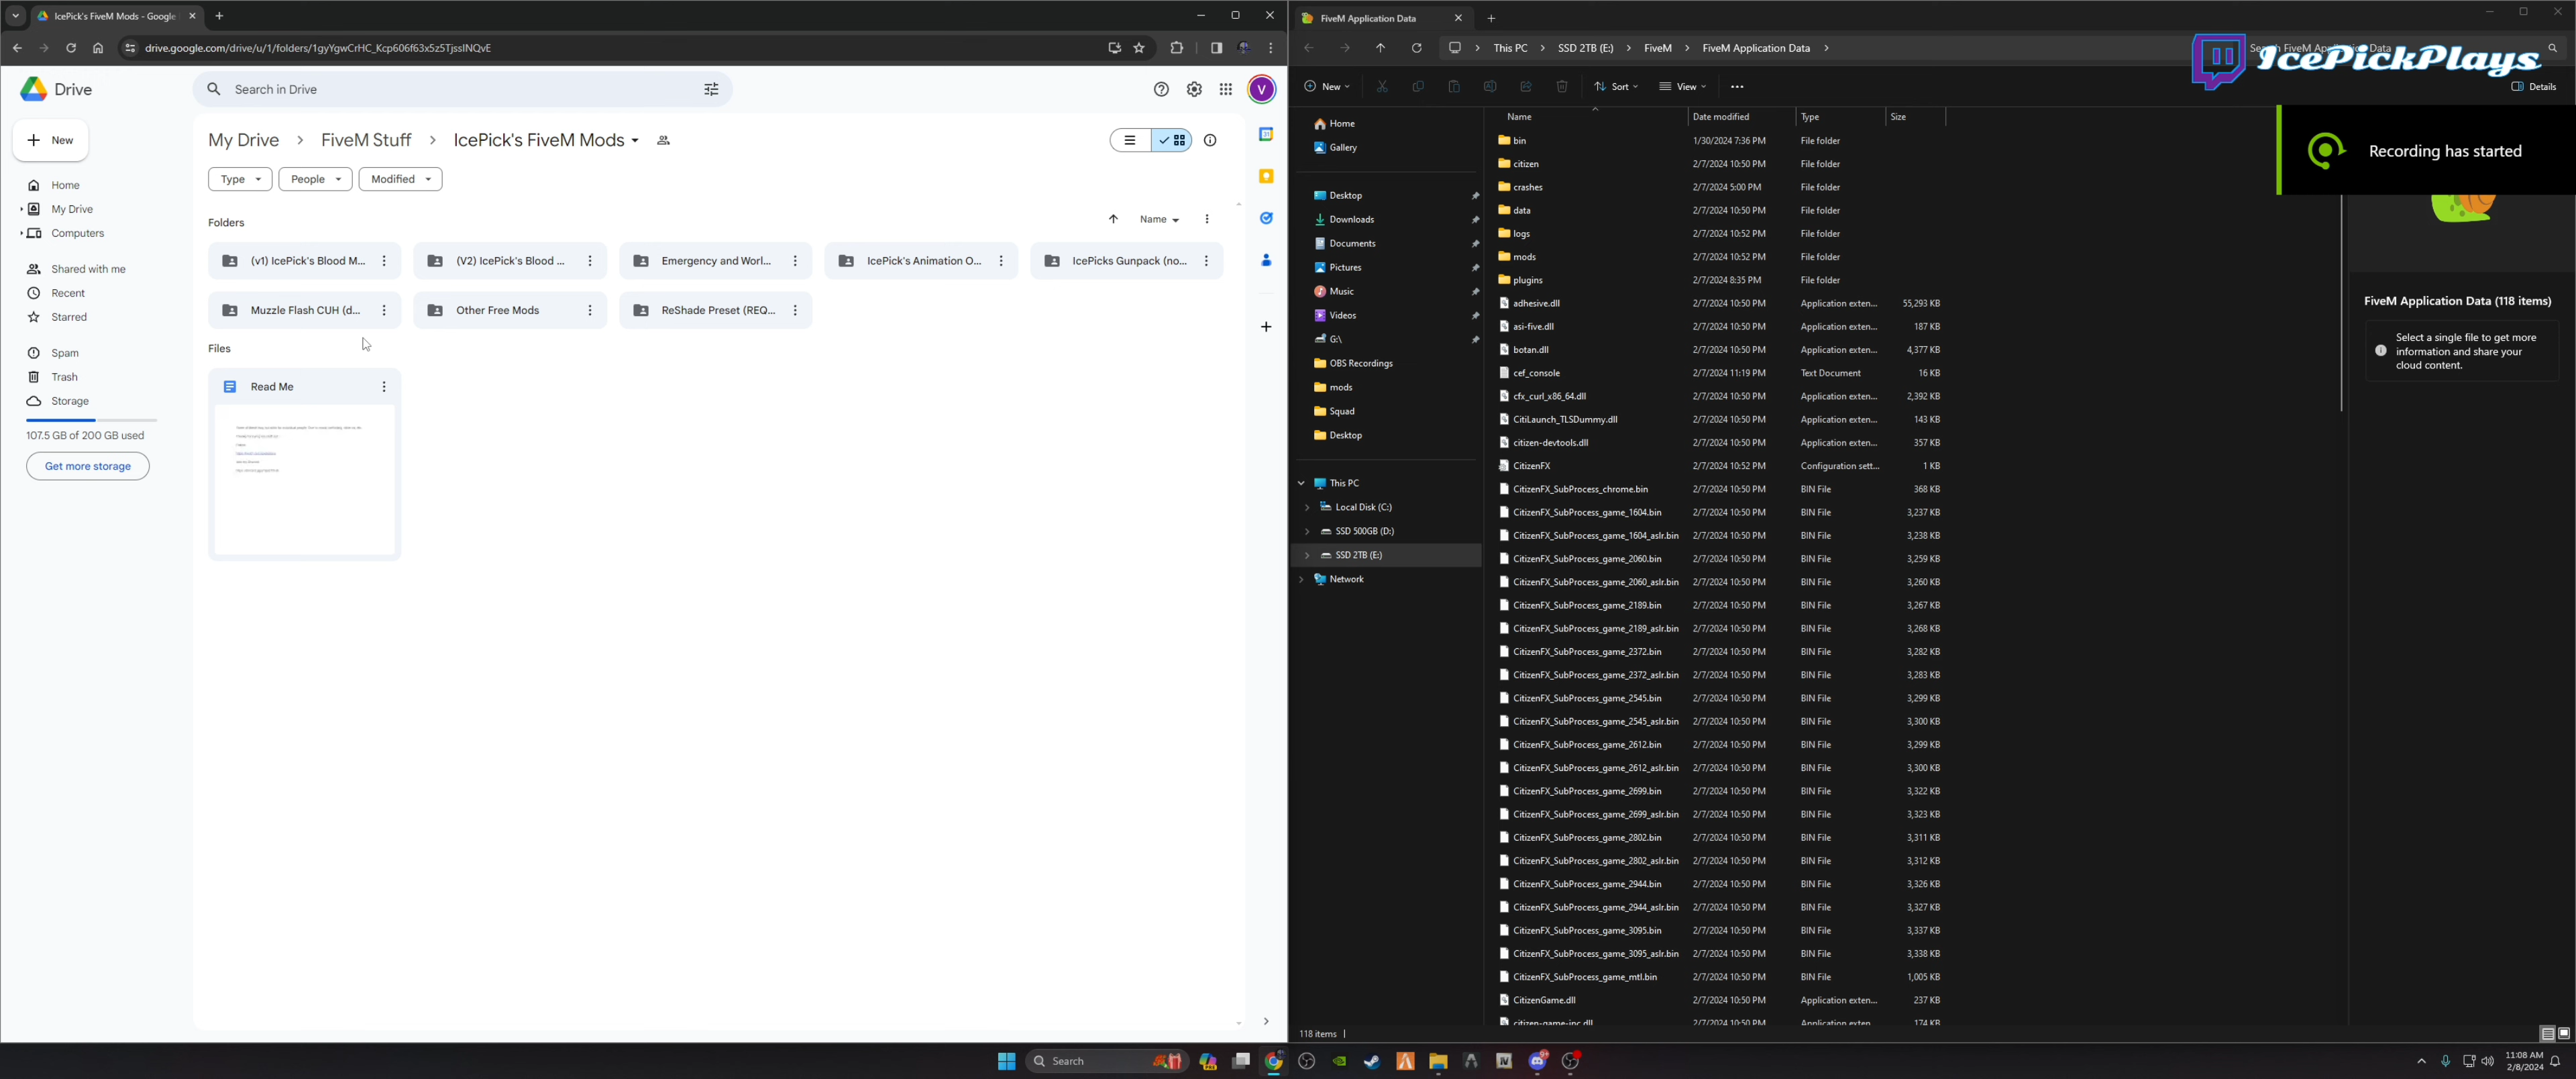 IcePick's FiveM Mods - Google
drive.google.com/drive/u/1/folders/1gyYgwCrHC_Kcp606f63x5z5TjssINQvE
Drive
Search in Drive
V
New
My Drive
FiveM Stuff
IcePick's FiveM Mods
Type
People
Modified
Home
My Drive
Computers
Shared with me
Recent
Starred
Spam
Trash
Storage
107.5 GB of 200 GB used
Get more storage
Folders
Name
(v1) IcePick's Blood M...
(V2) IcePick's Blood ...
Emergency and Worl...
IcePick's Animation O...
IcePicks Gunpack (no...
Muzzle Flash CUH (d...
Other Free Mods
ReShade Preset (REQ...
Files
Read Me
FiveM Application Data
This PC
SSD 2TB (E:)
FiveM
FiveM Application Data
Search FiveM Application Data
IcePickPlays
New
Sort
View
Details
Recording has started
Home
Gallery
Desktop
Downloads
Documents
Pictures
Music
Videos
G:\
OBS Recordings
mods
Squad
Desktop
This PC
Local Disk (C:)
SSD 500GB (D:)
SSD 2TB (E:)
Network
Name Date modified Type Size
bin 1/30/2024 7:36 PM File folder
citizen 2/7/2024 10:50 PM File folder
crashes 2/7/2024 5:00 PM File folder
data 2/7/2024 10:50 PM File folder
logs 2/7/2024 10:52 PM File folder
mods 2/7/2024 10:52 PM File folder
plugins 2/7/2024 8:35 PM File folder
adhesive.dll 2/7/2024 10:50 PM Application exten... 55,293 KB
asi-five.dll 2/7/2024 10:50 PM Application exten... 187 KB
botan.dll 2/7/2024 10:50 PM Application exten... 4,377 KB
cef_console 2/7/2024 11:19 PM Text Document 16 KB
cfx_curl_x86_64.dll 2/7/2024 10:50 PM Application exten... 2,392 KB
CitiLaunch_TLSDummy.dll 2/7/2024 10:50 PM Application exten... 143 KB
citizen-devtools.dll 2/7/2024 10:50 PM Application exten... 357 KB
CitizenFX 2/7/2024 10:52 PM Configuration sett... 1 KB
CitizenFX_SubProcess_chrome.bin 2/7/2024 10:50 PM BIN File 368 KB
CitizenFX_SubProcess_game_1604.bin 2/7/2024 10:50 PM BIN File 3,237 KB
CitizenFX_SubProcess_game_1604_aslr.bin 2/7/2024 10:50 PM BIN File 3,238 KB
CitizenFX_SubProcess_game_2060.bin 2/7/2024 10:50 PM BIN File 3,259 KB
CitizenFX_SubProcess_game_2060_aslr.bin 2/7/2024 10:50 PM BIN File 3,260 KB
CitizenFX_SubProcess_game_2189.bin 2/7/2024 10:50 PM BIN File 3,267 KB
CitizenFX_SubProcess_game_2189_aslr.bin 2/7/2024 10:50 PM BIN File 3,268 KB
CitizenFX_SubProcess_game_2372.bin 2/7/2024 10:50 PM BIN File 3,282 KB
CitizenFX_SubProcess_game_2372_aslr.bin 2/7/2024 10:50 PM BIN File 3,283 KB
CitizenFX_SubProcess_game_2545.bin 2/7/2024 10:50 PM BIN File 3,299 KB
CitizenFX_SubProcess_game_2545_aslr.bin 2/7/2024 10:50 PM BIN File 3,300 KB
CitizenFX_SubProcess_game_2612.bin 2/7/2024 10:50 PM BIN File 3,299 KB
CitizenFX_SubProcess_game_2612_aslr.bin 2/7/2024 10:50 PM BIN File 3,300 KB
CitizenFX_SubProcess_game_2699.bin 2/7/2024 10:50 PM BIN File 3,322 KB
CitizenFX_SubProcess_game_2699_aslr.bin 2/7/2024 10:50 PM BIN File 3,323 KB
CitizenFX_SubProcess_game_2802.bin 2/7/2024 10:50 PM BIN File 3,311 KB
CitizenFX_SubProcess_game_2802_aslr.bin 2/7/2024 10:50 PM BIN File 3,312 KB
CitizenFX_SubProcess_game_2944.bin 2/7/2024 10:50 PM BIN File 3,326 KB
CitizenFX_SubProcess_game_2944_aslr.bin 2/7/2024 10:50 PM BIN File 3,327 KB
CitizenFX_SubProcess_game_3095.bin 2/7/2024 10:50 PM BIN File 3,337 KB
CitizenFX_SubProcess_game_3095_aslr.bin 2/7/2024 10:50 PM BIN File 3,338 KB
CitizenFX_SubProcess_game_mtl.bin 2/7/2024 10:50 PM BIN File 1,005 KB
CitizenGame.dll 2/7/2024 10:50 PM Application exten... 237 KB
citizen-game-ipc.dll 2/7/2024 10:50 PM Application exten... 174 KB
FiveM Application Data (118 items)
Select a single file to get more
information and share your
cloud content.
118 items
Search
11:08 AM
2/8/2024